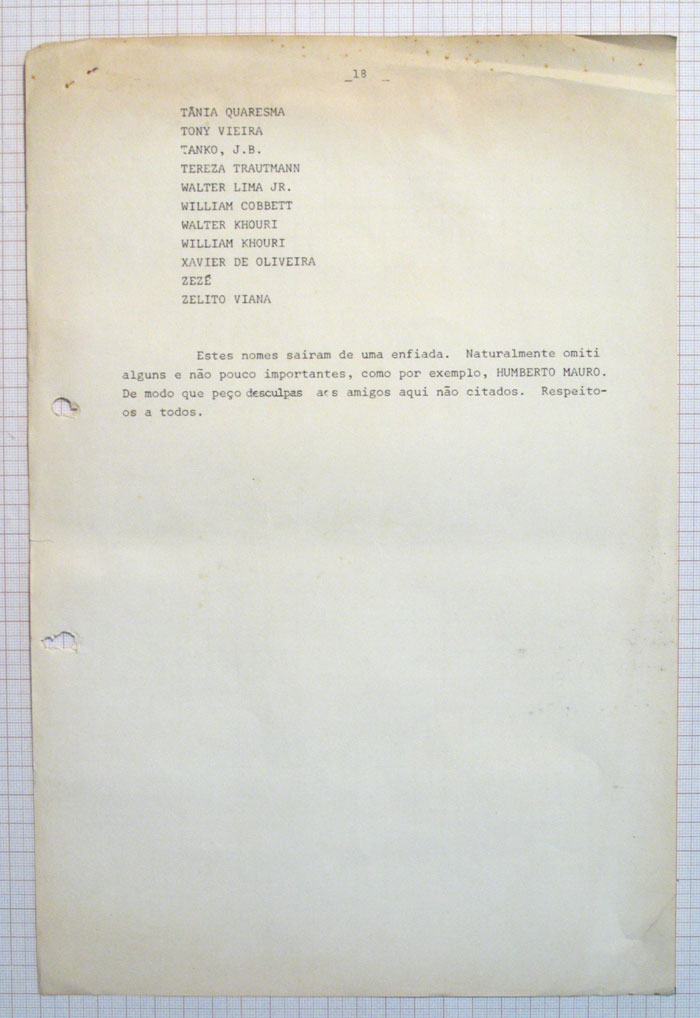 _18 _
TÂNIA QUARESMA
TONY VIEIRA
TANKO, J.B.
TEREZA TRAUTMANN
WALTER LIMA JR.
WILLIAM COBBETT
WALTER KHOURI
WILLIAM KHOURI
XAVIER DE OLIVEIRA
ZEZÉ
ZELITO VIANA
Estes nomes saíram de uma enfiada. Naturalmente omiti
alguns e não pouco importantes, como por exemplo, HUMBERTO MAURO.
De modo que peço desculpas aos amigos aqui não citados. Respeito-
os a todos.